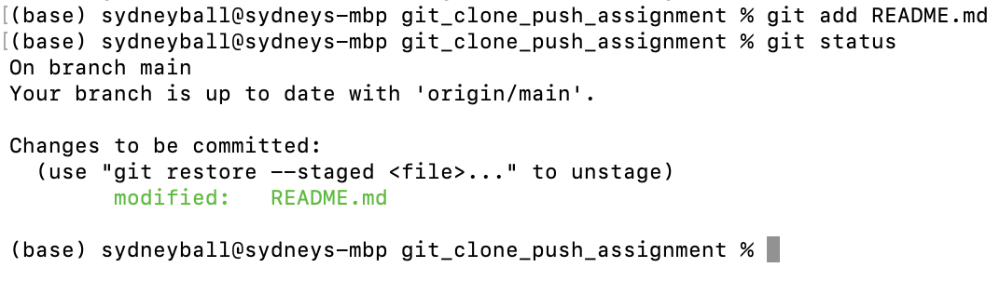 [(base) sydneyball@sydneys-mbp git_clone_push_assignment % git add README.md
[(base) sydneyball@sydneys-mbp git_clone_push_assignment % git status
On branch main
Your branch is up to date with 'origin/main'.
Changes to be committed:
(use "git restore --staged <file>..." to unstage)
modified: README.md
(base) sydneyball@sydneys-mbp git_clone_push_assignment %